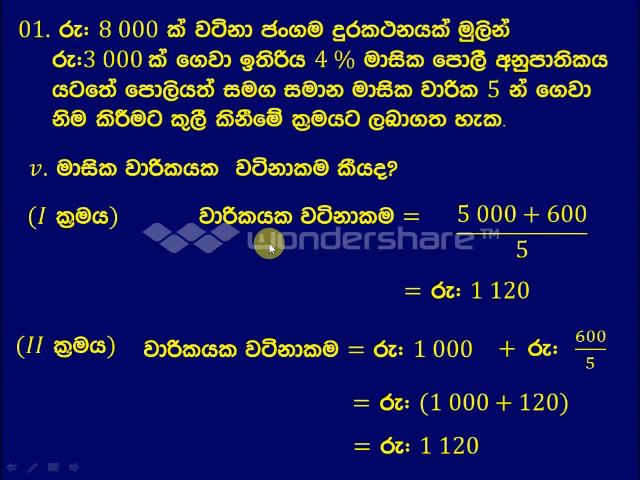 01. රු: 8 000 ක් වටිනා ජංගම දුරකථනයක් මුලින්
රු:3 000 ක් ගෙවා ඉතිරිය 4 % මාසික පොලී අනුපාතිකය
යටතේ පොලියත් සමග සමාන මාසික වාරික 5 න් ගෙවා
නිම කිරීමට කුලී කිනීමේ ක්‍රමයට ලබාගත හැක.
v. මාසික වාරිකයක වටිනාකම කීයද?
(I ක්‍රමය) වාරිකයක වටිනාකම = 5 000 + 600
5
wondershare™
= රු: 1 120
(II ක්‍රමය) වාරිකයක වටිනාකම = රු: 1 000 + රු: 600
5
= රු: (1 000 + 120)
= රු: 1 120